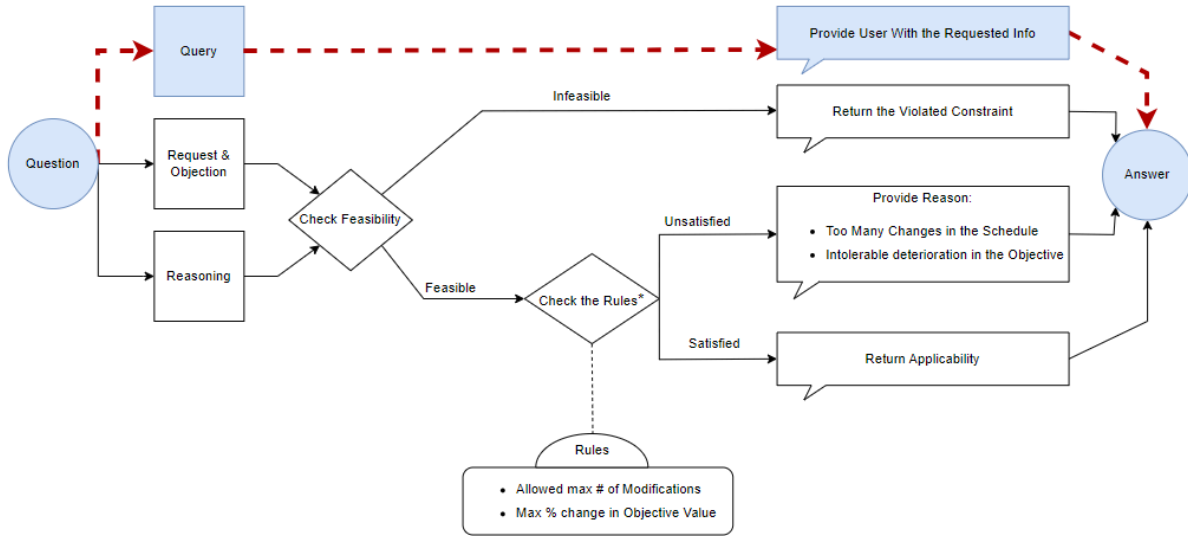 Query
Provide User With the Requested Info
Infeasible
Return the Violated Constraint
Question
Request &
Objection
Answer
Check Feasibility
Provide Reason:
Unsatisfied
• Too Many Changes in the Schedule
• Intolerable deterioration in the Objective
Reasoning
Feasible
Check the Rules*
Satisfied
Return Applicability
Rules
• Allowed max # of Modifications
• Max % change in Objective Value